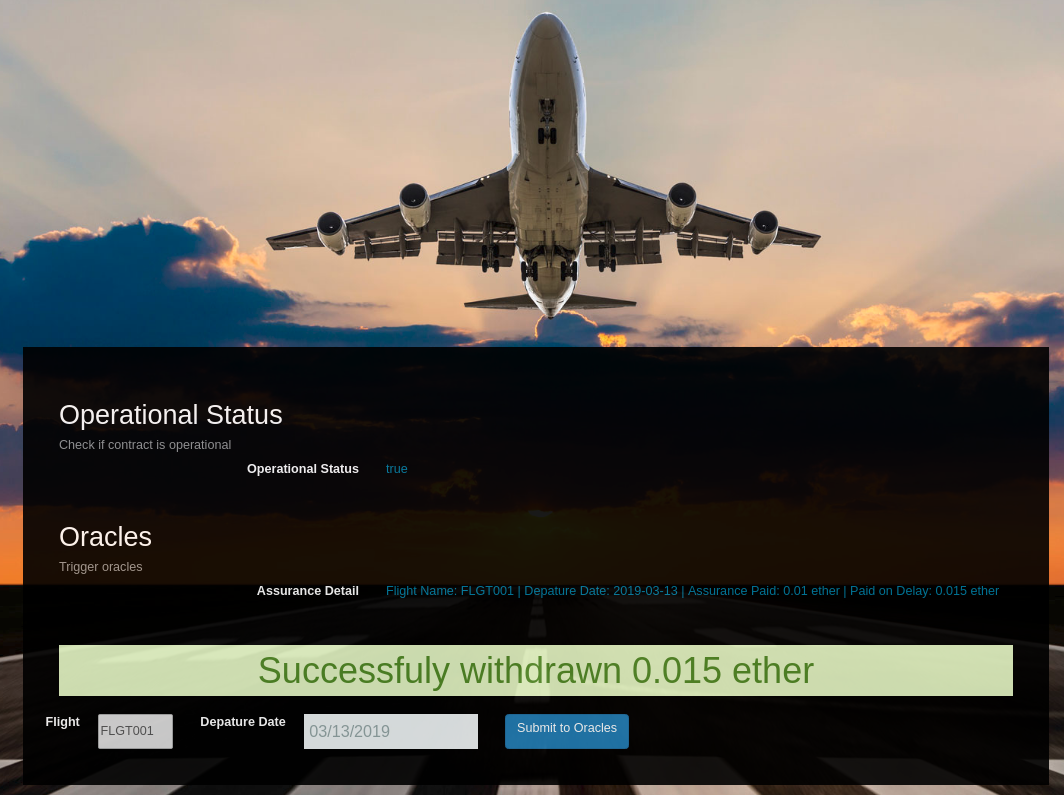 Operational Status
Check if contract is operational
Operational Status true
Oracles
Trigger oracles
Assurance Detail Flight Name: FLGT001 | Depature Date: 2019-03-13 | Assurance Paid: 0.01 ether | Paid on Delay: 0.015 ether
Successfuly withdrawn 0.015 ether
Flight FLGT001 Depature Date 03/13/2019 Submit to Oracles